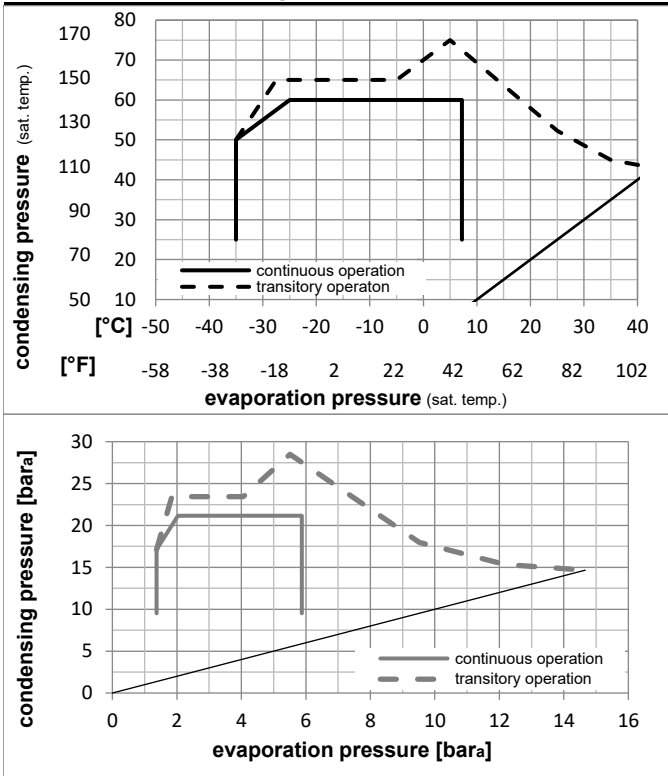 80
170
70
150
60
130
50
110
40
90
30
70
20
50
10
condensing pressure (sat. temp.)
continuous operation
transitory operaton
[°C] -50 -40 -30 -20 -10 0 10 20 30 40
[°F] -58 -38 -18 2 22 42 62 82 102
evaporation pressure (sat. temp.)
30
25
20
15
10
5
0
condensing pressure [bara]
continuous operation
transitory operation
0 2 4 6 8 10 12 14 16
evaporation pressure [bara]